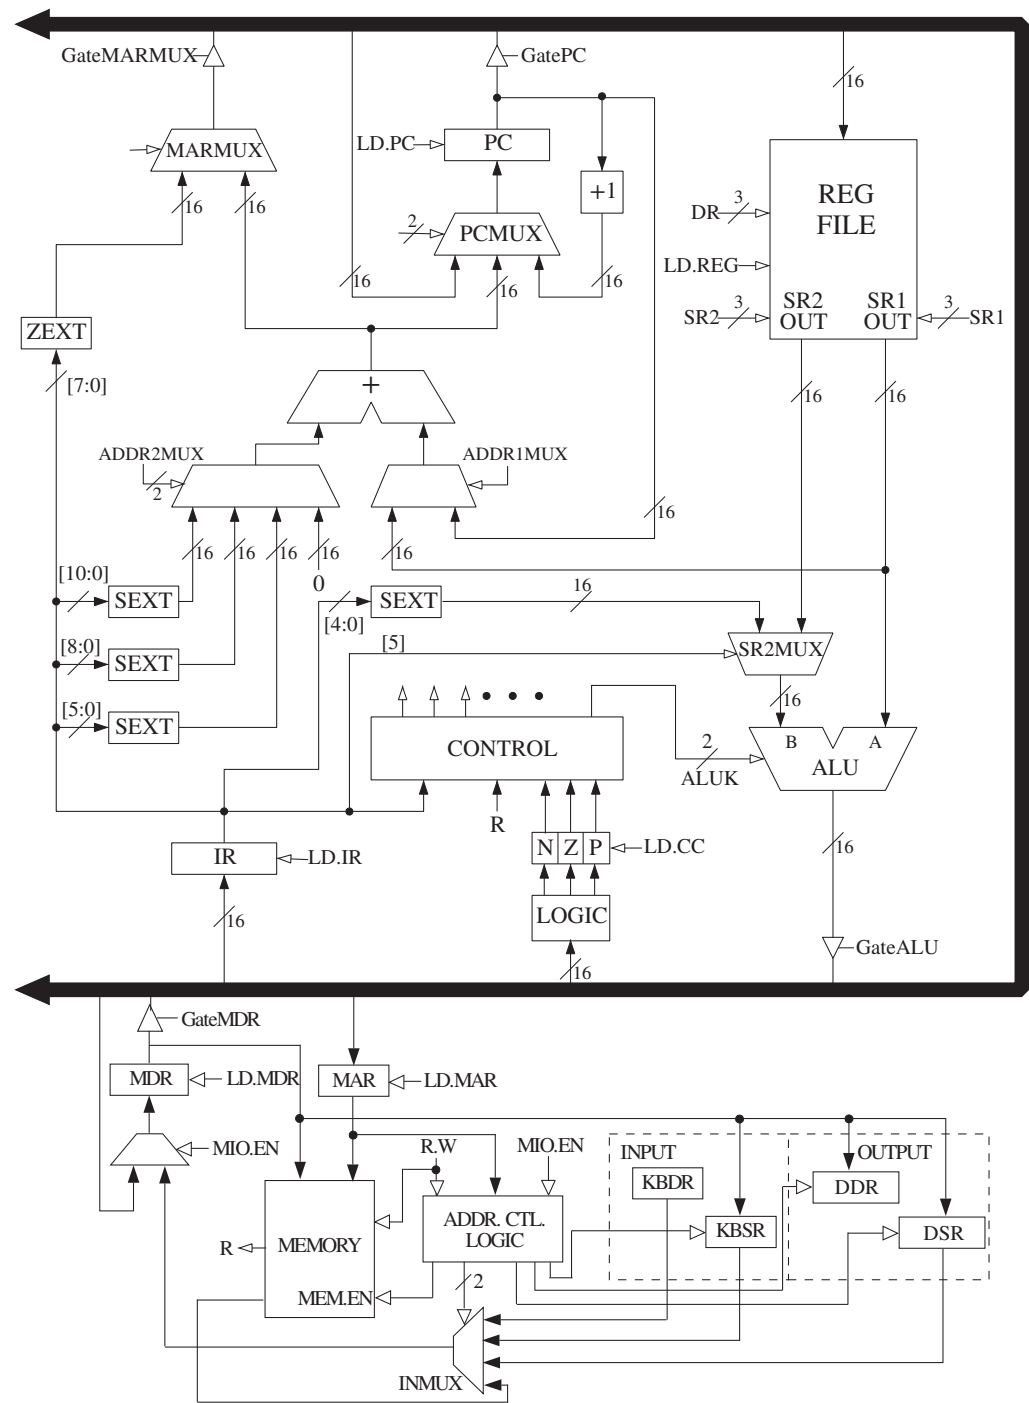 GateMARMUX
GatePC
16
MARMUX
LD.PC
PC
16
16
+1
REG
FILE
DR
3
2
PCMUX
LD.REG
16
16
16
ZEXT
SR2
3
SR2
OUT
SR1
OUT
3
SR1
[7:0]
+
16
16
ADDR2MUX
2
ADDR1MUX
16
16
16
16
16
16
0
[10:0]
SEXT
[4:0]
SEXT
16
[8:0]
SEXT
[5]
SR2MUX
16
[5:0]
SEXT
CONTROL
2
ALUK
B
A
ALU
R
IR
LD.IR
N
Z
P
LD.CC
16
16
LOGIC
16
GateALU
GateMDR
MDR
LD.MDR
MAR
LD.MAR
MIO.EN
R.W
MIO.EN
INPUT
OUTPUT
KBDR
DDR
ADDR. CTL.
LOGIC
KBSR
DSR
R
MEMORY
MEM.EN
2
INMUX